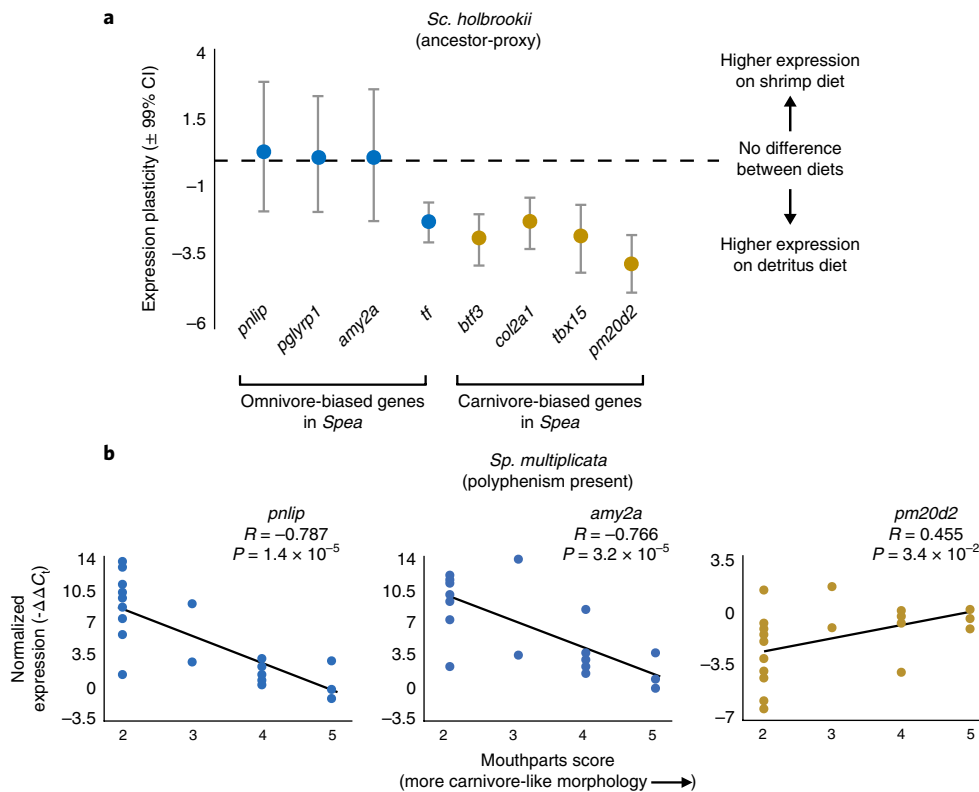 a
Sc. holbrookii
(ancestor-proxy)
Expression plasticity (± 99% CI)
4
1.5
−1
−3.5
−6
Higher expression
on shrimp diet
No difference
between diets
Higher expression
on detritus diet
pnlip
pglyrp1
amy2a
tf
btf3
col2a1
tbx15
pm20d2
Omnivore-biased genes
in Spea
Carnivore-biased genes
in Spea
b
Sp. multiplicata
(polyphenism present)
Normalized
expression (-ΔΔCt)
pnlip
R = −0.787
P = 1.4 × 10−5
14
10.5
7
3.5
0
−3.5
2 3 4 5
amy2a
R = −0.766
P = 3.2 × 10−5
14
10.5
7
3.5
0
−3.5
2 3 4 5
pm20d2
R = 0.455
P = 3.4 × 10−2
3.5
0
−3.5
−7
2 3 4 5
Mouthparts score
(more carnivore-like morphology ⟶)